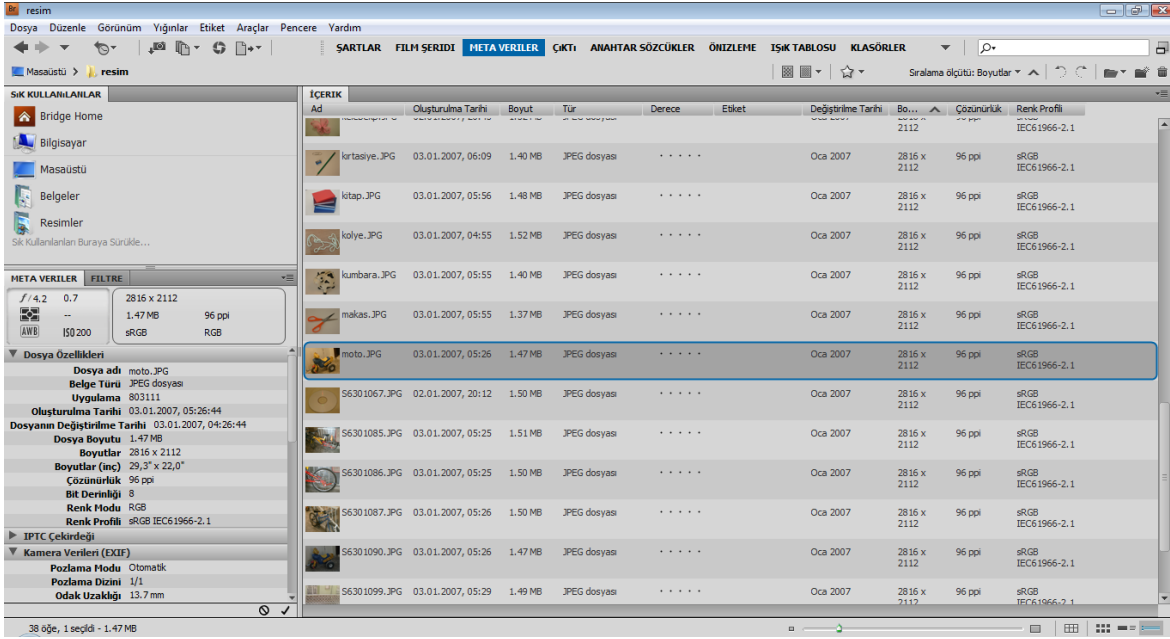 Br resim
Dosya Düzenle Görünüm Yığınlar Etiket Araçlar Pencere Yardım
ŞARTLAR FILM ŞERIDI META VERILER ÇıKTı ANAHTAR SÖZCÜKLER ÖNIZLEME IŞıK TABLOSU KLASÖRLER
Masaüstü > resim Sıralama ölçütü: Boyutlar
SıK KULLANıLANLAR
Bridge Home
Bilgisayar
Masaüstü
Belgeler
Resimler
Sık Kullanılanları Buraya Sürükle...
META VERILER FILTRE
f/4.2 0.7 2816 x 2112
-- 1.47 MB 96 ppi
AWB ISO 200 sRGB RGB
Dosya Özellikleri
Dosya adı moto.JPG
Belge Türü JPEG dosyası
Uygulama 803111
Oluşturulma Tarihi 03.01.2007, 05:26:44
Dosyanın Değiştirilme Tarihi 03.01.2007, 04:26:44
Dosya Boyutu 1.47 MB
Boyutlar 2816 x 2112
Boyutlar (inç) 29,3" x 22,0"
Çözünürlük 96 ppi
Bit Derinliği 8
Renk Modu RGB
Renk Profili sRGB IEC61966-2.1
IPTC Çekirdeği
Kamera Verileri (EXIF)
Pozlama Modu Otomatik
Pozlama Dizini 1/1
Odak Uzaklığı 13.7 mm
İÇERIK
Ad Oluşturulma Tarihi Boyut Tür Derece Etiket Değiştirilme Tarihi Bo... Çözünürlük Renk Profili
2112 IEC61966-2.1
kırtasiye.JPG 03.01.2007, 06:09 1.40 MB JPEG dosyası Oca 2007 2816 x 96 ppi sRGB
2112 IEC61966-2.1
kitap.JPG 03.01.2007, 05:56 1.48 MB JPEG dosyası Oca 2007 2816 x 96 ppi sRGB
2112 IEC61966-2.1
kolye.JPG 03.01.2007, 04:55 1.52 MB JPEG dosyası Oca 2007 2816 x 96 ppi sRGB
2112 IEC61966-2.1
kumbara.JPG 03.01.2007, 05:55 1.40 MB JPEG dosyası Oca 2007 2816 x 96 ppi sRGB
2112 IEC61966-2.1
makas.JPG 03.01.2007, 05:55 1.37 MB JPEG dosyası Oca 2007 2816 x 96 ppi sRGB
2112 IEC61966-2.1
moto.JPG 03.01.2007, 05:26 1.47 MB JPEG dosyası Oca 2007 2816 x 96 ppi sRGB
2112 IEC61966-2.1
S6301067.JPG 02.01.2007, 20:12 1.50 MB JPEG dosyası Oca 2007 2816 x 96 ppi sRGB
2112 IEC61966-2.1
S6301085.JPG 03.01.2007, 05:25 1.51 MB JPEG dosyası Oca 2007 2816 x 96 ppi sRGB
2112 IEC61966-2.1
S6301086.JPG 03.01.2007, 05:25 1.50 MB JPEG dosyası Oca 2007 2816 x 96 ppi sRGB
2112 IEC61966-2.1
S6301087.JPG 03.01.2007, 05:26 1.50 MB JPEG dosyası Oca 2007 2816 x 96 ppi sRGB
2112 IEC61966-2.1
S6301090.JPG 03.01.2007, 05:26 1.47 MB JPEG dosyası Oca 2007 2816 x 96 ppi sRGB
2112 IEC61966-2.1
S6301099.JPG 03.01.2007, 05:29 1.49 MB JPEG dosyası Oca 2007 2816 x 96 ppi sRGB
2112 IEC61966-2.1
38 öğe, 1 seçildi - 1.47 MB